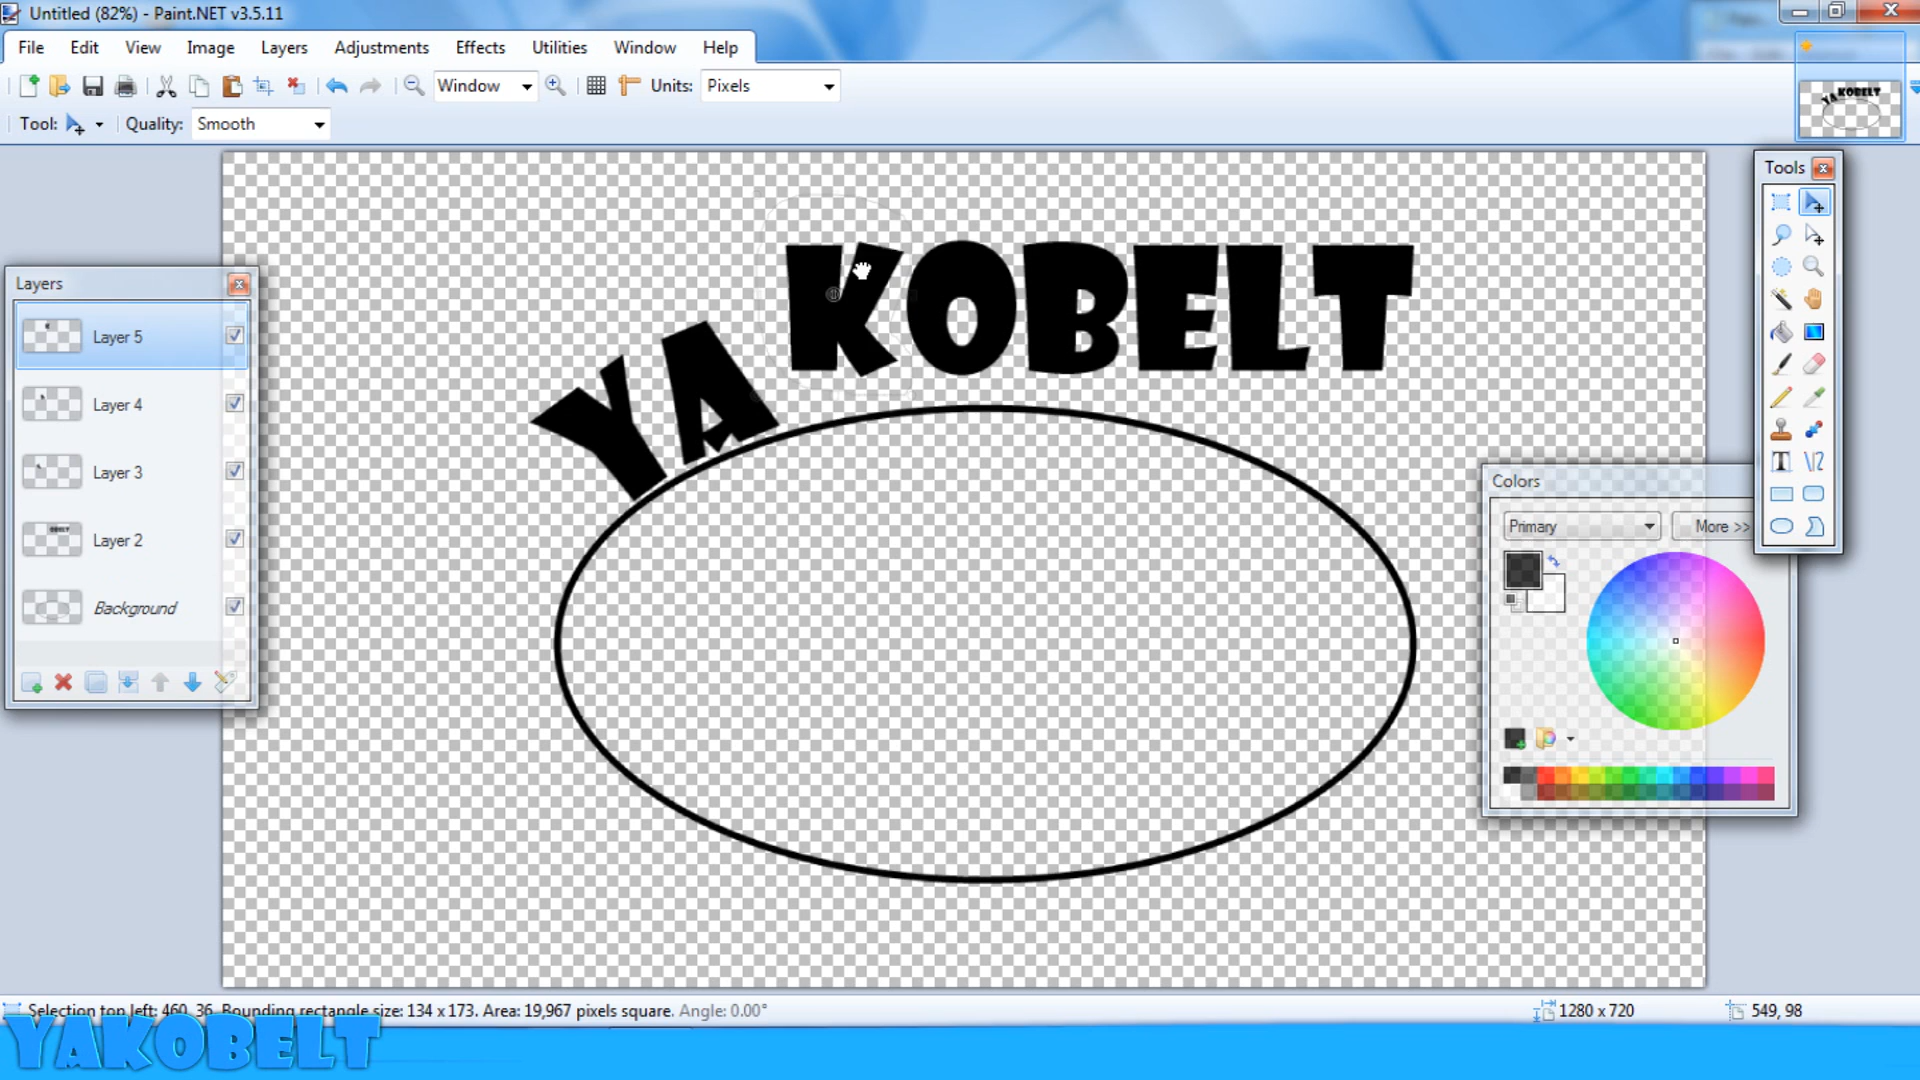 Untitled (82%) - Paint.NET v3.5.11
File Edit View Image Layers Adjustments Effects Utilities Window Help
Window Units: Pixels
Tool: Quality: Smooth
YAKOBELT
Tools
KOBELT
YA
Layers
Layer 5
Layer 4
Layer 3
Layer 2
Background
Colors
Primary More >>
Selection top left: 460, 36. Bounding rectangle size: 134 x 173. Area: 19,967 pixels square. Angle: 0.00° 1280 x 720 549, 98
YAKOBELT